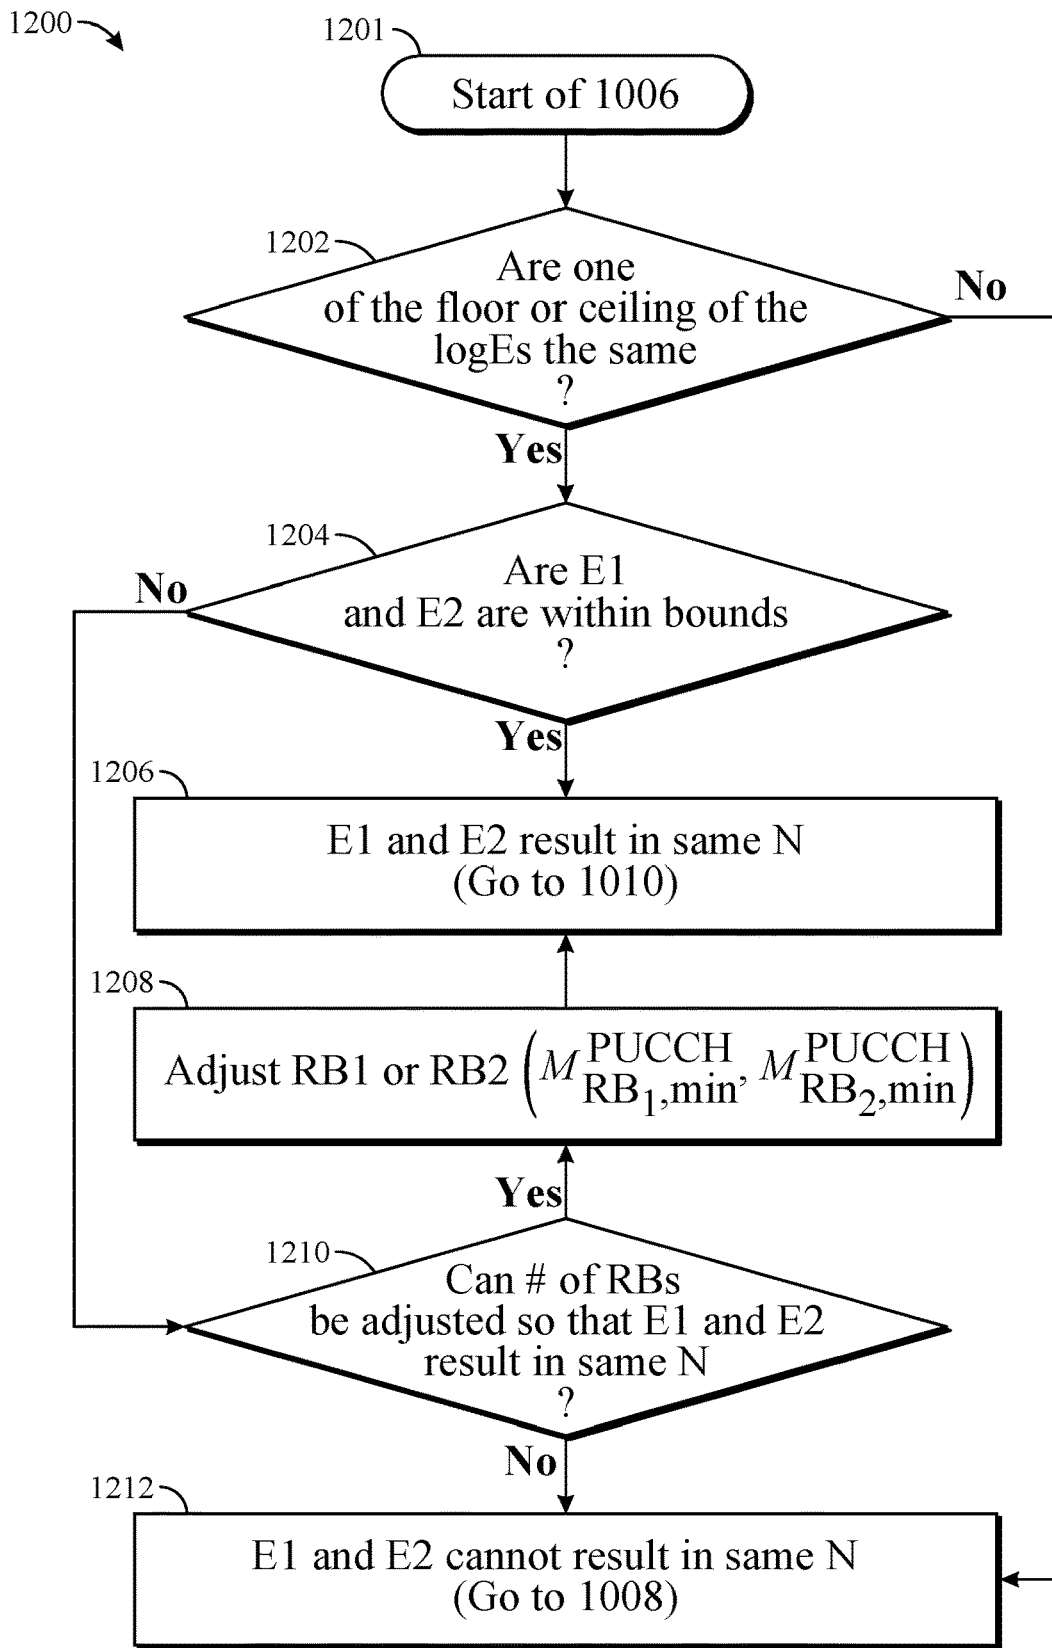 1200
1201
Start of 1006
1202
Are one
of the floor or ceiling of the
logEs the same
?
No
Yes
1204
Are E1
and E2 are within bounds
?
No
Yes
1206
E1 and E2 result in same N
(Go to 1010)
1208
Adjust RB1 or RB2 (M^PUCCH_RB1,min, M^PUCCH_RB2,min)
Yes
1210
Can # of RBs
be adjusted so that E1 and E2
result in same N
?
No
1212
E1 and E2 cannot result in same N
(Go to 1008)